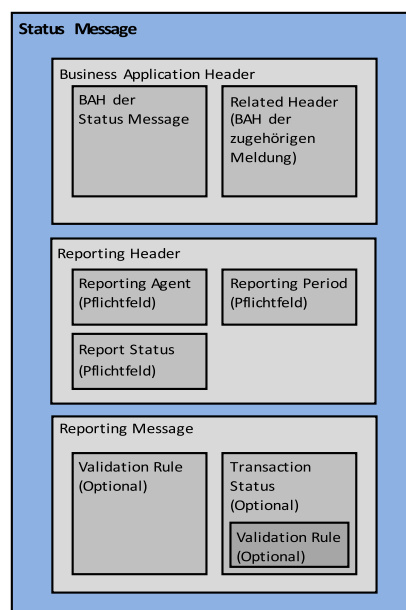 Status Message
Business Application Header
BAH der
Status Message
Related Header
(BAH der
zugehörigen
Meldung)
Reporting Header
Reporting Agent
(Pflichtfeld)
Reporting Period
(Pflichtfeld)
Report Status
(Pflichtfeld)
Reporting Message
Validation Rule
(Optional)
Transaction
Status
(Optional)
Validation Rule
(Optional)